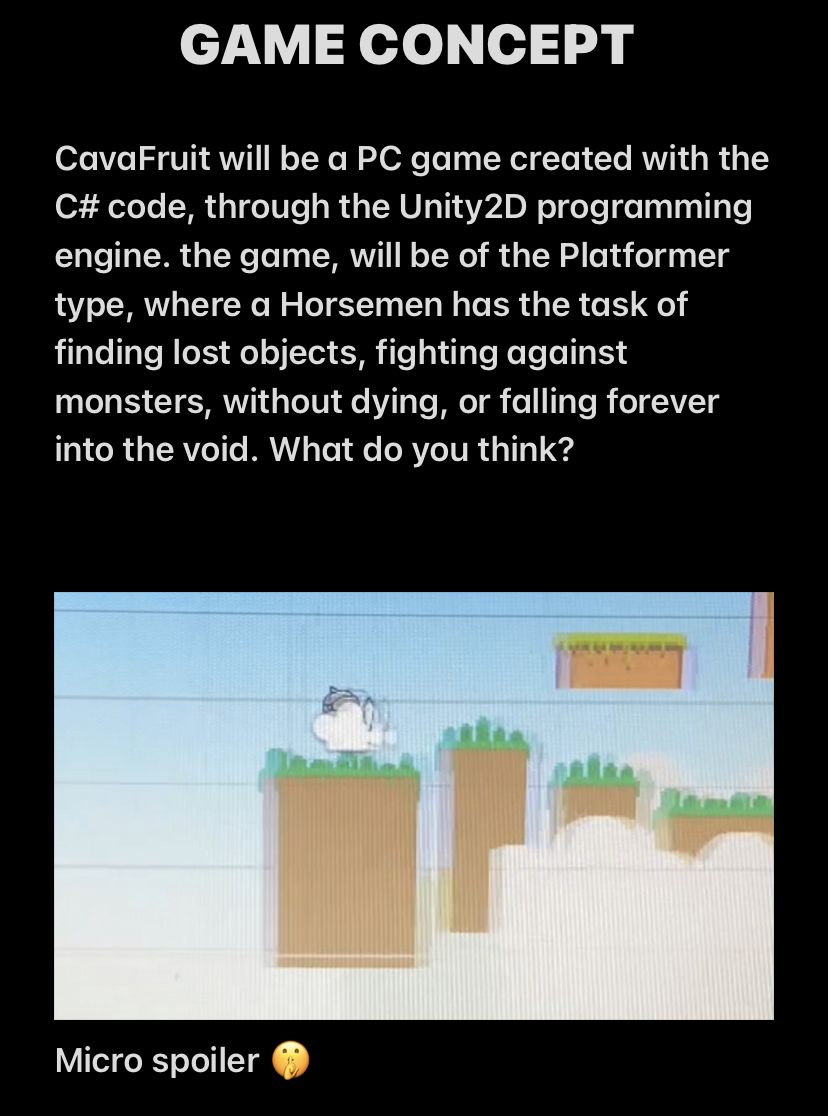 GAME CONCEPT
CavaFruit will be a PC game created with the
C# code, through the Unity2D programming
engine. the game, will be of the Platformer
type, where a Horsemen has the task of
finding lost objects, fighting against
monsters, without dying, or falling forever
into the void. What do you think?
Micro spoiler 🤫